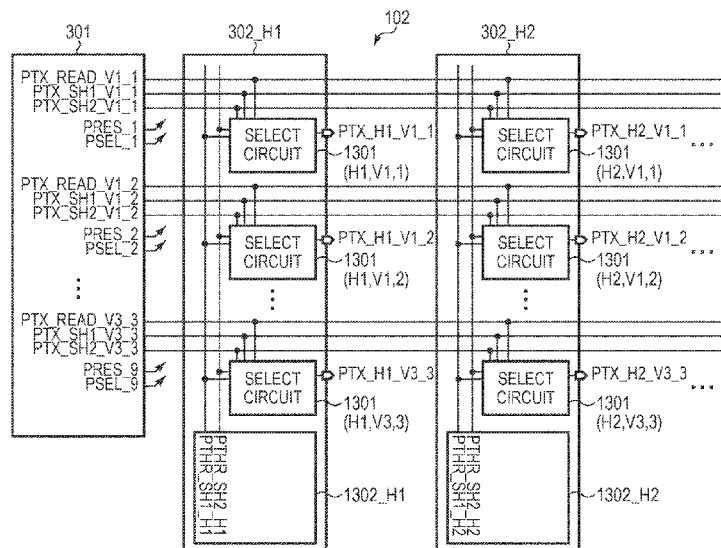 102
301
302_H1
302_H2
PTX_READ_V1_1
PTX_SH1_V1_1
PTX_SH2_V1_1
PRES_1
PSEL_1
SELECT
CIRCUIT
PTX_H1_V1_1
1301
(H1,V1,1)
SELECT
CIRCUIT
PTX_H2_V1_1
1301
(H2,V1,1)
...
PTX_READ_V1_2
PTX_SH1_V1_2
PTX_SH2_V1_2
PRES_2
PSEL_2
SELECT
CIRCUIT
PTX_H1_V1_2
1301
(H1,V1,2)
SELECT
CIRCUIT
PTX_H2_V1_2
1301
(H2,V1,2)
...
PTX_READ_V3_3
PTX_SH1_V3_3
PTX_SH2_V3_3
PRES_9
PSEL_9
SELECT
CIRCUIT
PTX_H1_V3_3
1301
(H1,V3,3)
SELECT
CIRCUIT
PTX_H2_V3_3
1301
(H2,V3,3)
...
PTHR_SH2_H1
PTHR_SH1_H1
1302_H1
PTHR_SH2_H2
PTHR_SH1_H2
1302_H2